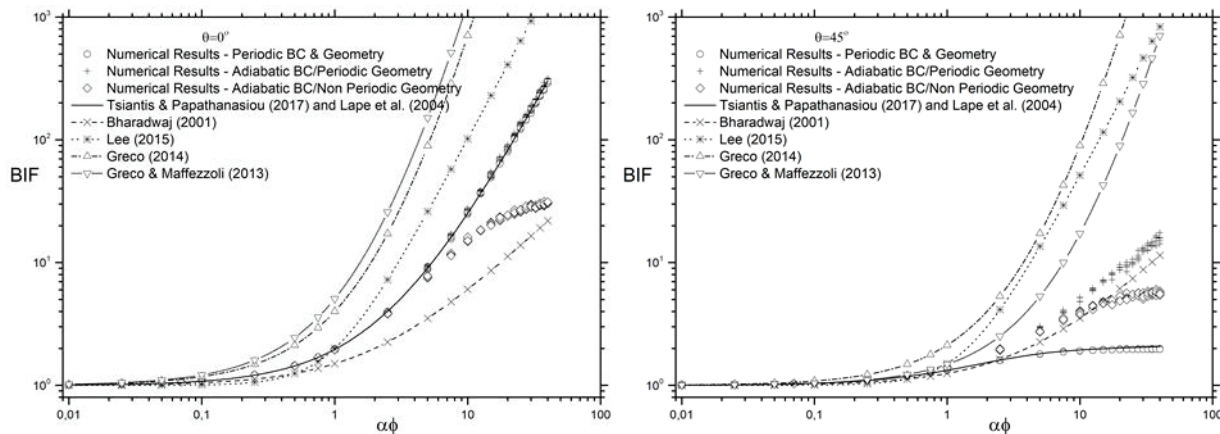 θ=0°
Numerical Results - Periodic BC & Geometry
Numerical Results - Adiabatic BC/Periodic Geometry
Numerical Results - Adiabatic BC/Non Periodic Geometry
Tsiantis & Papathanasiou (2017) and Lape et al. (2004)
Bharadwaj (2001)
Lee (2015)
Greco (2014)
Greco & Maffezzoli (2013)
BIF
10³
10²
10¹
10⁰
0,01 0,1 1 10 100
αϕ
θ=45°
Numerical Results - Periodic BC & Geometry
Numerical Results - Adiabatic BC/Periodic Geometry
Numerical Results - Adiabatic BC/Non Periodic Geometry
Tsiantis & Papathanasiou (2017) and Lape et al. (2004)
Bharadwaj (2001)
Lee (2015)
Greco (2014)
Greco & Maffezzoli (2013)
BIF
10³
10²
10¹
10⁰
0,01 0,1 1 10 100
αϕ